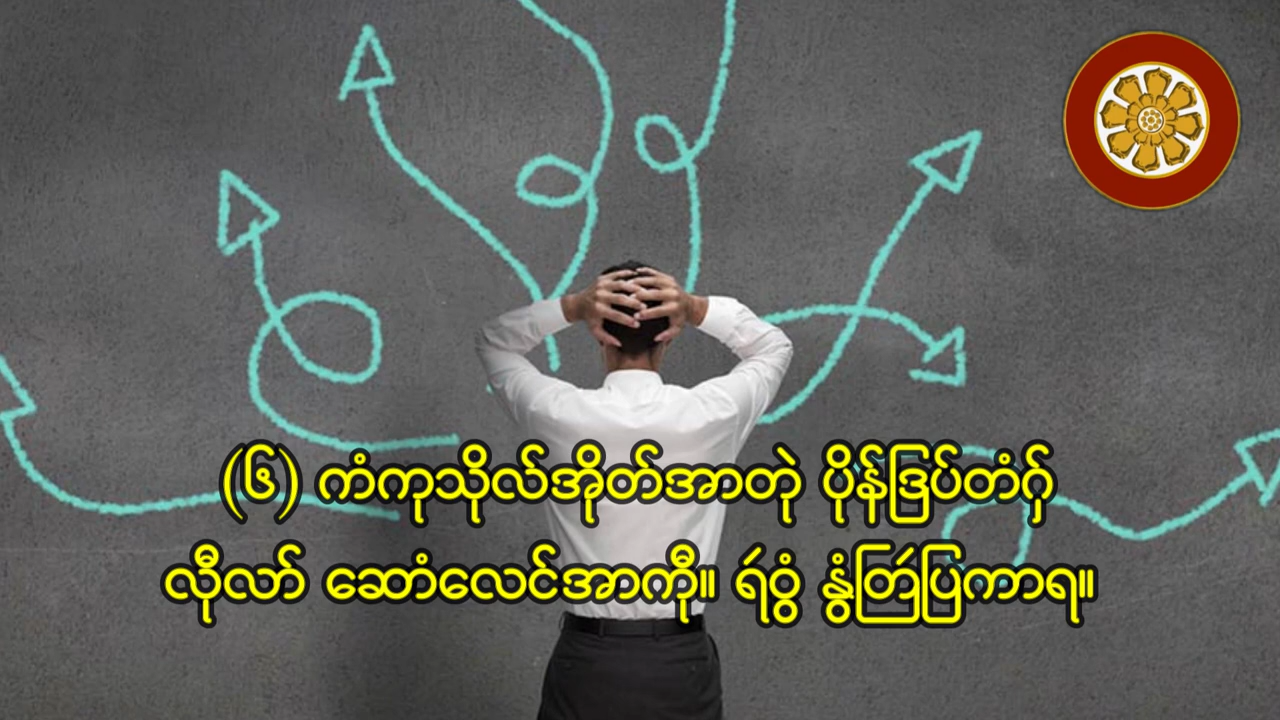 (၆) ကံကုသိုလ်အိုတ်အာတုဲ ပိုန်ဒြပ်တံဂှ်
လီုလာ် ဆောံလေင်အာကီု။ ရဴဝွံ နွံတြဴပြကာရ။